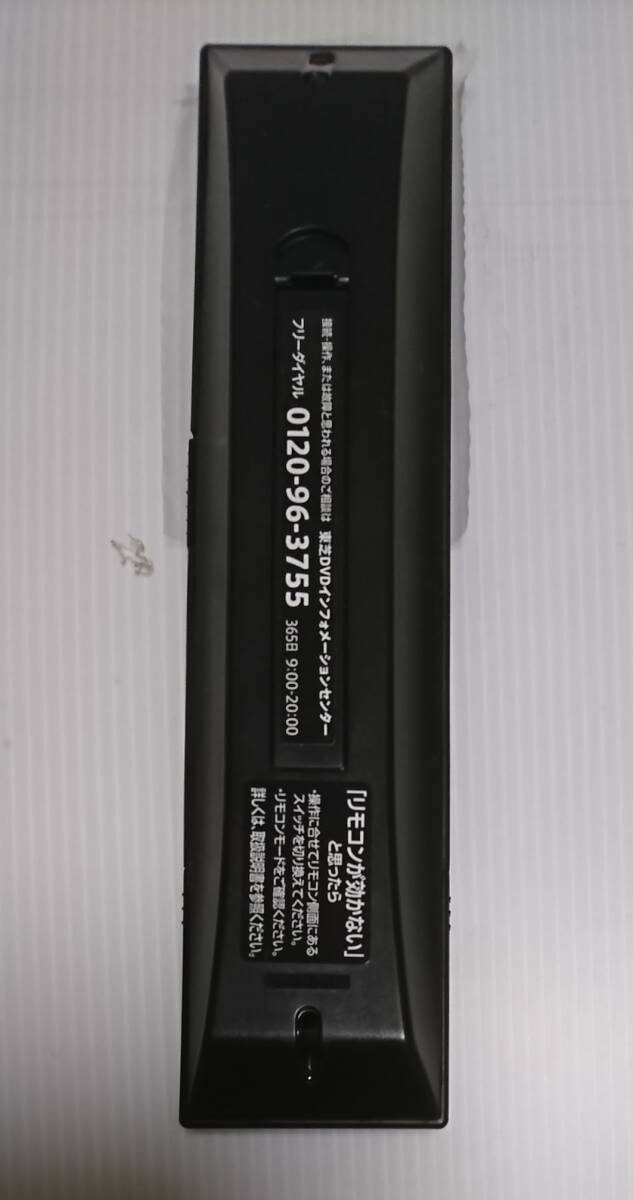 接続・操作、または故障と思われる場合のご相談は 東芝DVDインフォメーションセンター
フリーダイヤル 0120-96-3755 365日 9:00-20:00
「リモコンが効かない」
と思ったら
・操作に合せてリモコン側面にある
スイッチを切り換えてください。
・リモコンモードをご確認ください。
詳しくは、取扱説明書を参照ください。